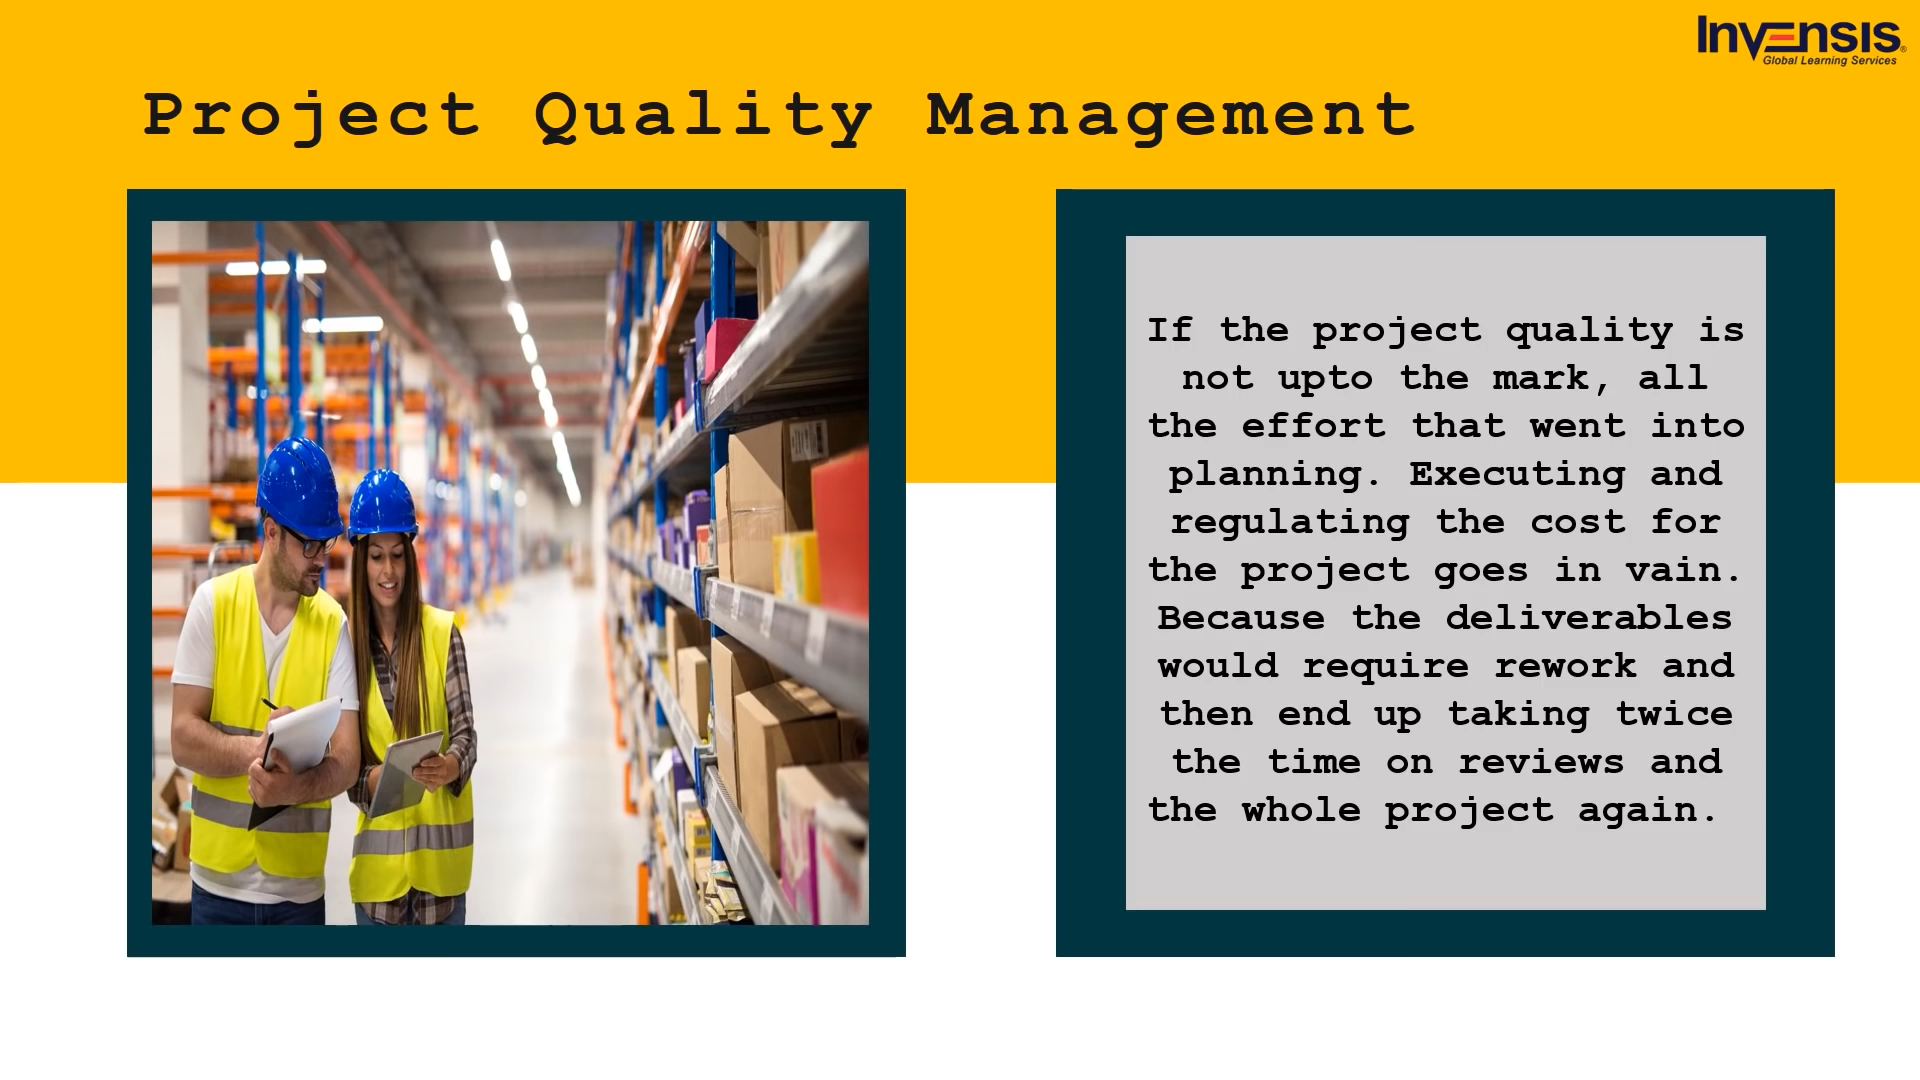 Invensis
Global Learning Services
Project Quality Management
If the project quality is
not upto the mark, all
the effort that went into
planning. Executing and
regulating the cost for
the project goes in vain.
Because the deliverables
would require rework and
then end up taking twice
the time on reviews and
the whole project again.